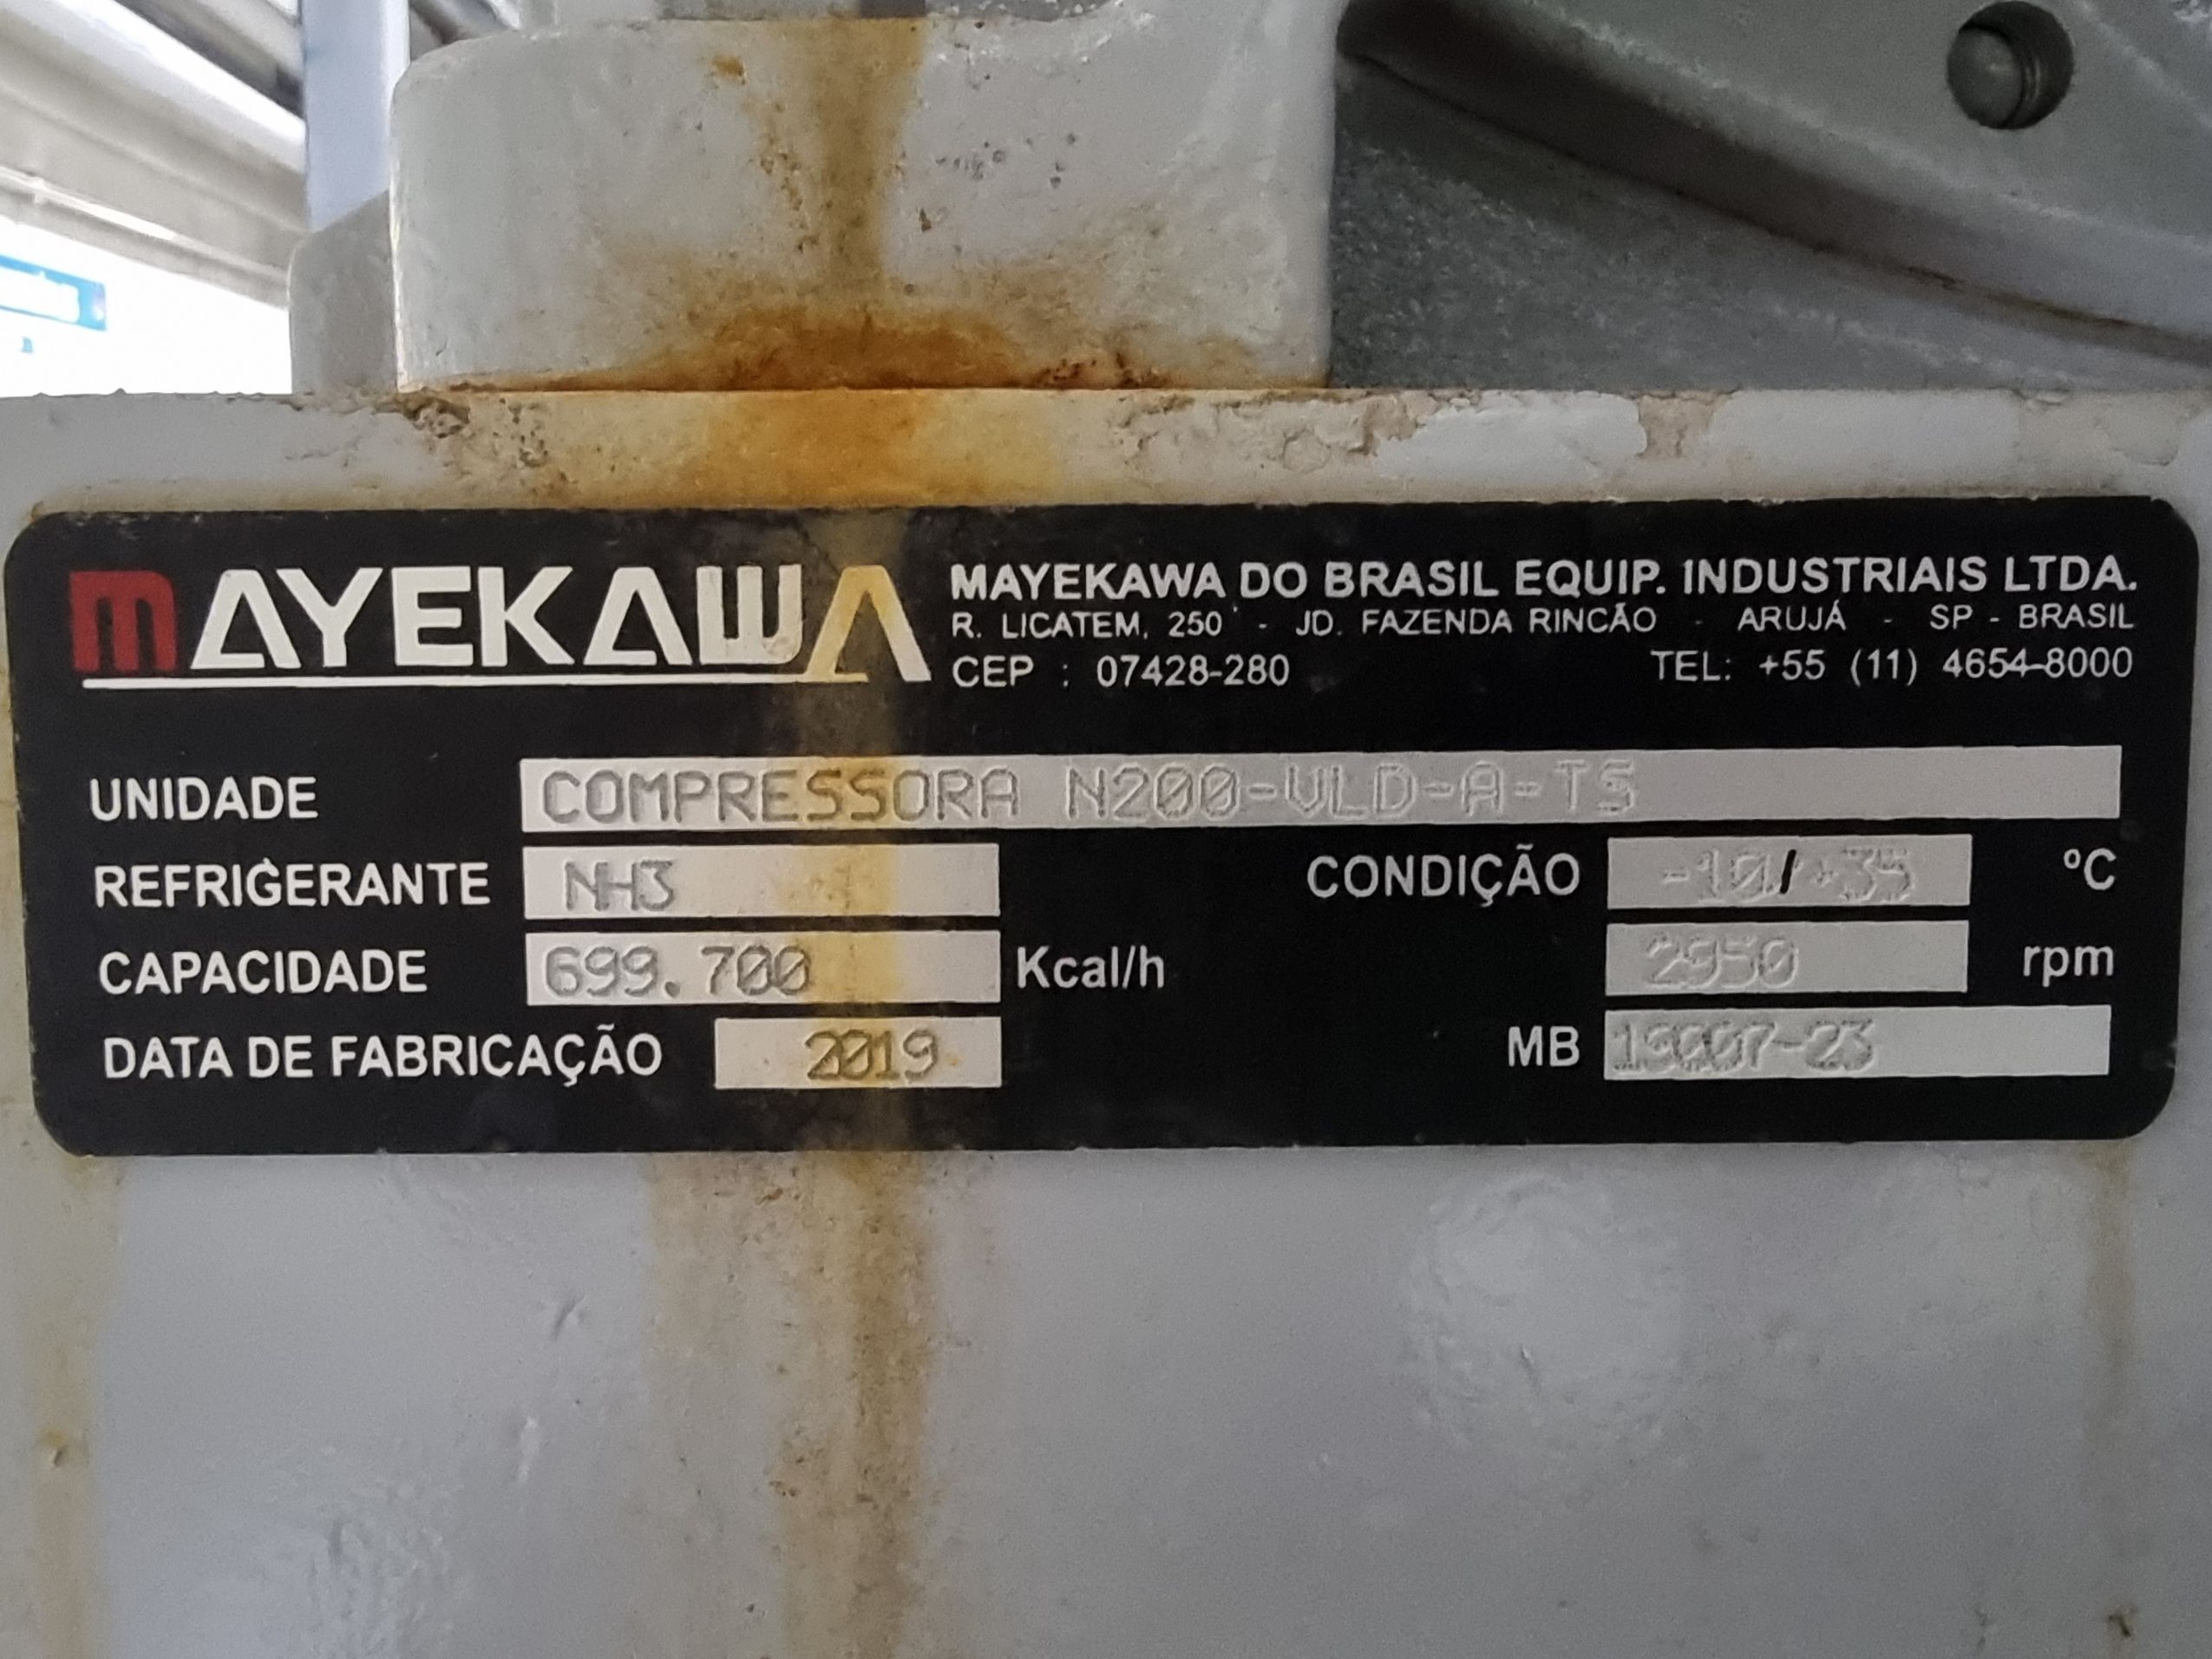 MAYEKAWA
MAYEKAWA DO BRASIL EQUIP. INDUSTRIAIS LTDA.
R. LICATEM, 250 - JD. FAZENDA RINCÃO - ARUJÁ - SP - BRASIL
CEP : 07428-280 TEL: +55 (11) 4654-8000
UNIDADE COMPRESSORA N200-VLD-A-TS
REFRIGERANTE NH3 CONDIÇÃO -10/+35 ºC
CAPACIDADE 699.700 Kcal/h 2950 rpm
DATA DE FABRICAÇÃO 2019 MB